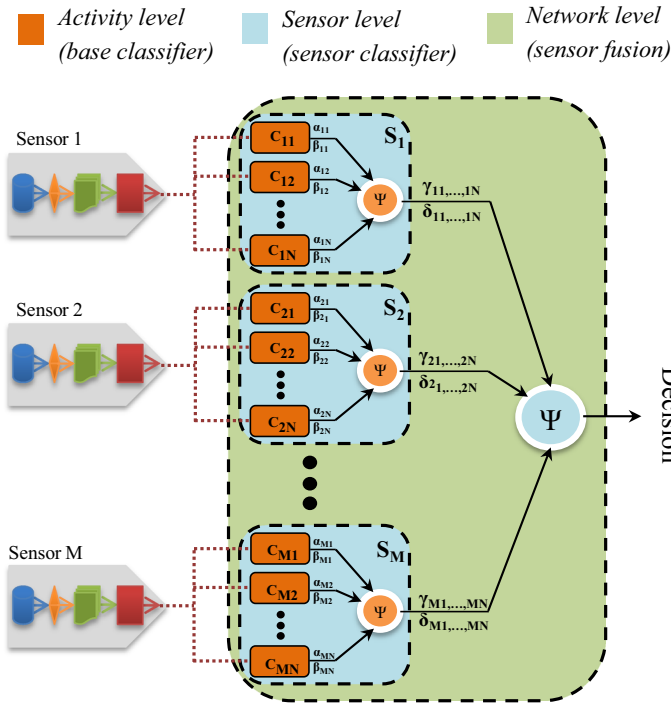 Activity level
(base classifier)
Sensor level
(sensor classifier)
Network level
(sensor fusion)
Sensor 1
C11
α11
β11
C12
α12
β12
C1N
α1N
β1N
S1
Ψ
γ11,...,1N
δ11,...,1N
Sensor 2
C21
α21
β21
C22
α22
β22
C2N
α2N
β2N
S2
Ψ
γ21,...,2N
δ21,...,2N
Ψ
Decision
Sensor M
CM1
αM1
βM1
CM2
αM2
βM2
CMN
αMN
βMN
SM
Ψ
γM1,...,MN
δM1,...,MN